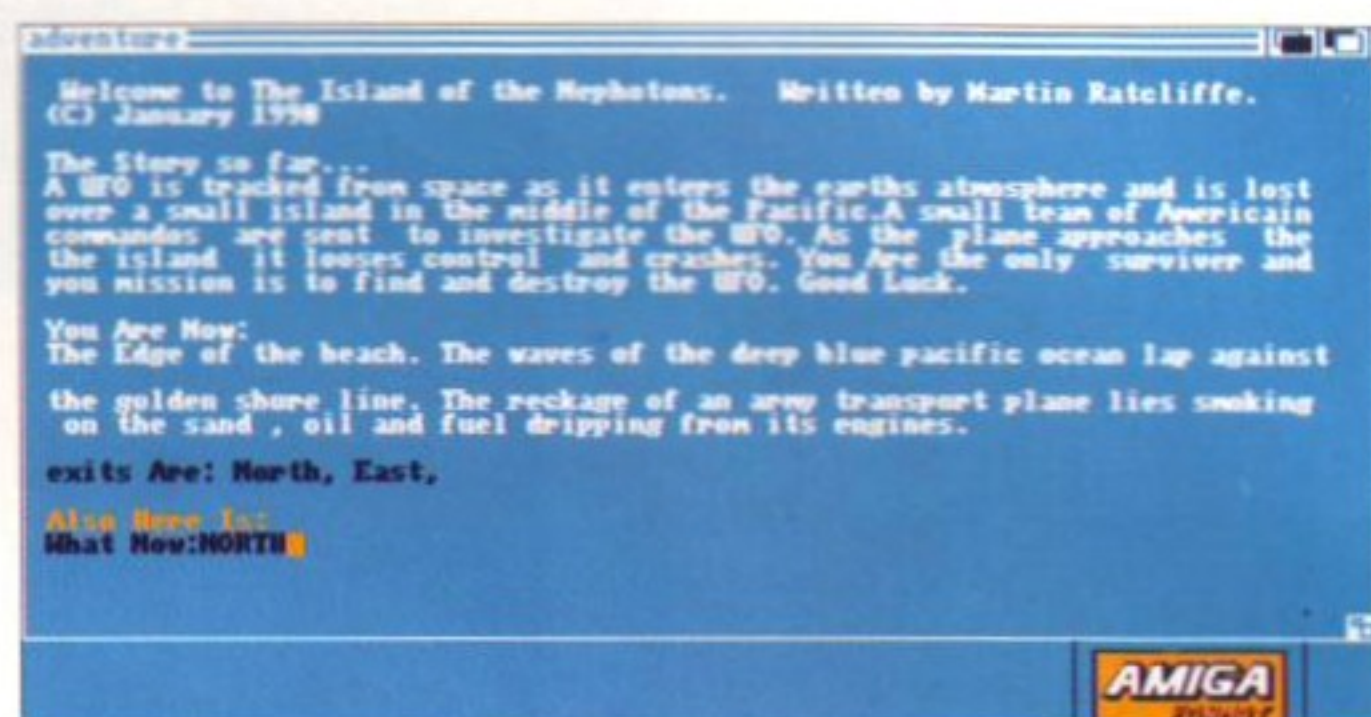 adventure
Welcome to The Island of the Nephotons. Written by Martin Ratcliffe.
(C) January 1990
The Story so far...
A UFO is tracked from space as it enters the earths atmosphere and is lost
over a small island in the middle of the Pacific.A small team of Americain
commandos are sent to investigate the UFO. As the plane approaches the
the island it looses control and crashes. You Are the only surviver and
you mission is to find and destroy the UFO. Good Luck.
You Are Now:
The Edge of the beach. The waves of the deep blue pacific ocean lap against
the golden shore line. The reckage of an army transport plane lies smoking
on the sand , oil and fuel dripping from its engines.
exits Are: North, East,
Also Here Is:
What Now:NORTH
AMIGA